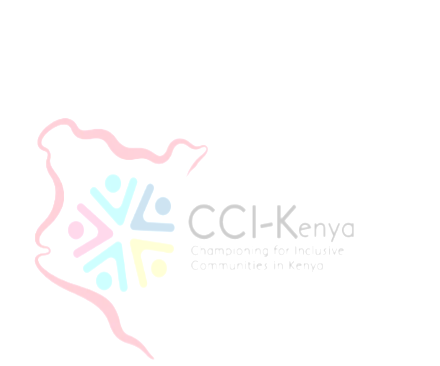 CCI-Kenya
Championing for Inclusive
Communities in Kenya